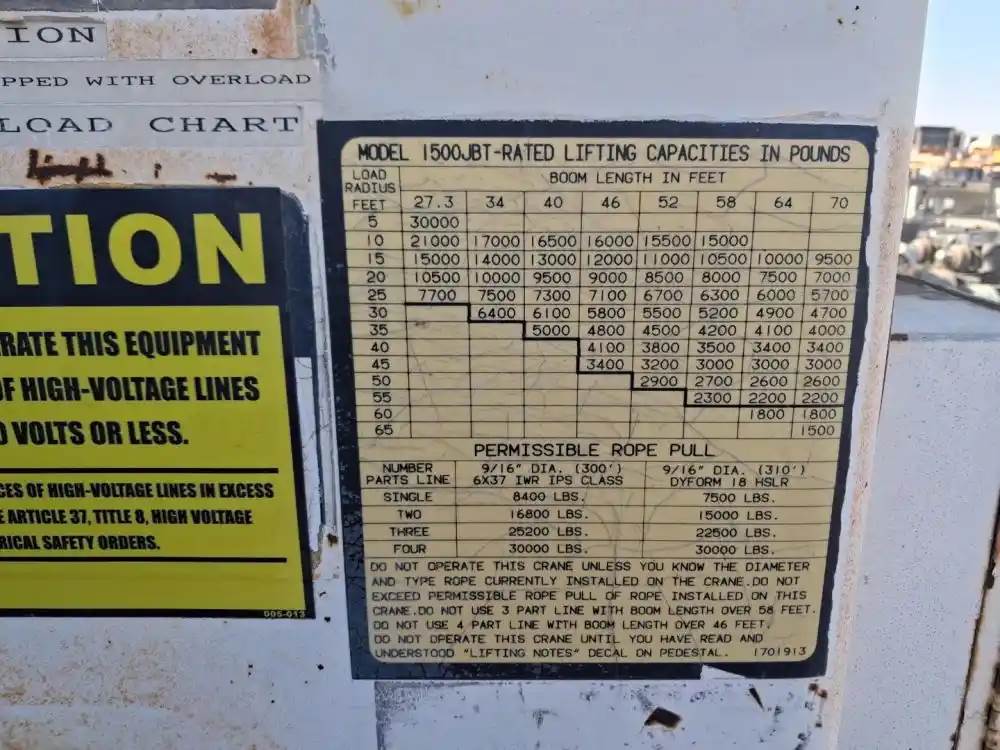 ION
PPED WITH OVERLOAD
LOAD CHART
TION
RATE THIS EQUIPMENT
OF HIGH-VOLTAGE LINES
0 VOLTS OR LESS.
CES OF HIGH-VOLTAGE LINES IN EXCESS
E ARTICLE 37, TITLE 8, HIGH VOLTAGE
RICAL SAFETY ORDERS.
005-013
MODEL 1500JBT-RATED LIFTING CAPACITIES IN POUNDS
LOAD RADIUS FEET BOOM LENGTH IN FEET
27.3 34 40 46 52 58 64 70
5 30000
10 21000 17000 16500 16000 15500 15000
15 15000 14000 13000 12000 11000 10500 10000 9500
20 10500 10000 9500 9000 8500 8000 7500 7000
25 7700 7500 7300 7100 6700 6300 6000 5700
30 6400 6100 5800 5500 5200 4900 4700
35 5000 4800 4500 4200 4100 4000
40 4100 3800 3500 3400 3400
45 3400 3200 3000 3000 3000
50 2900 2700 2600 2600
55 2300 2200 2200
60 1800 1800
65 1500
PERMISSIBLE ROPE PULL
NUMBER 9/16" DIA. (300') 9/16" DIA. (310')
PARTS LINE 6X37 IWR IPS CLASS DYFORM 18 HSLR
SINGLE 8400 LBS. 7500 LBS.
TWO 16800 LBS. 15000 LBS.
THREE 25200 LBS. 22500 LBS.
FOUR 30000 LBS. 30000 LBS.
DO NOT OPERATE THIS CRANE UNLESS YOU KNOW THE DIAMETER
AND TYPE ROPE CURRENTLY INSTALLED ON THE CRANE.DO NOT
EXCEED PERMISSIBLE ROPE PULL OF ROPE INSTALLED ON THIS
CRANE.DO NOT USE 3 PART LINE WITH BOOM LENGTH OVER 58 FEET.
DO NOT USE 4 PART LINE WITH BOOM LENGTH OVER 46 FEET.
DO NOT OPERATE THIS CRANE UNTIL YOU HAVE READ AND
UNDERSTOOD "LIFTING NOTES" DECAL ON PEDESTAL. 1701913